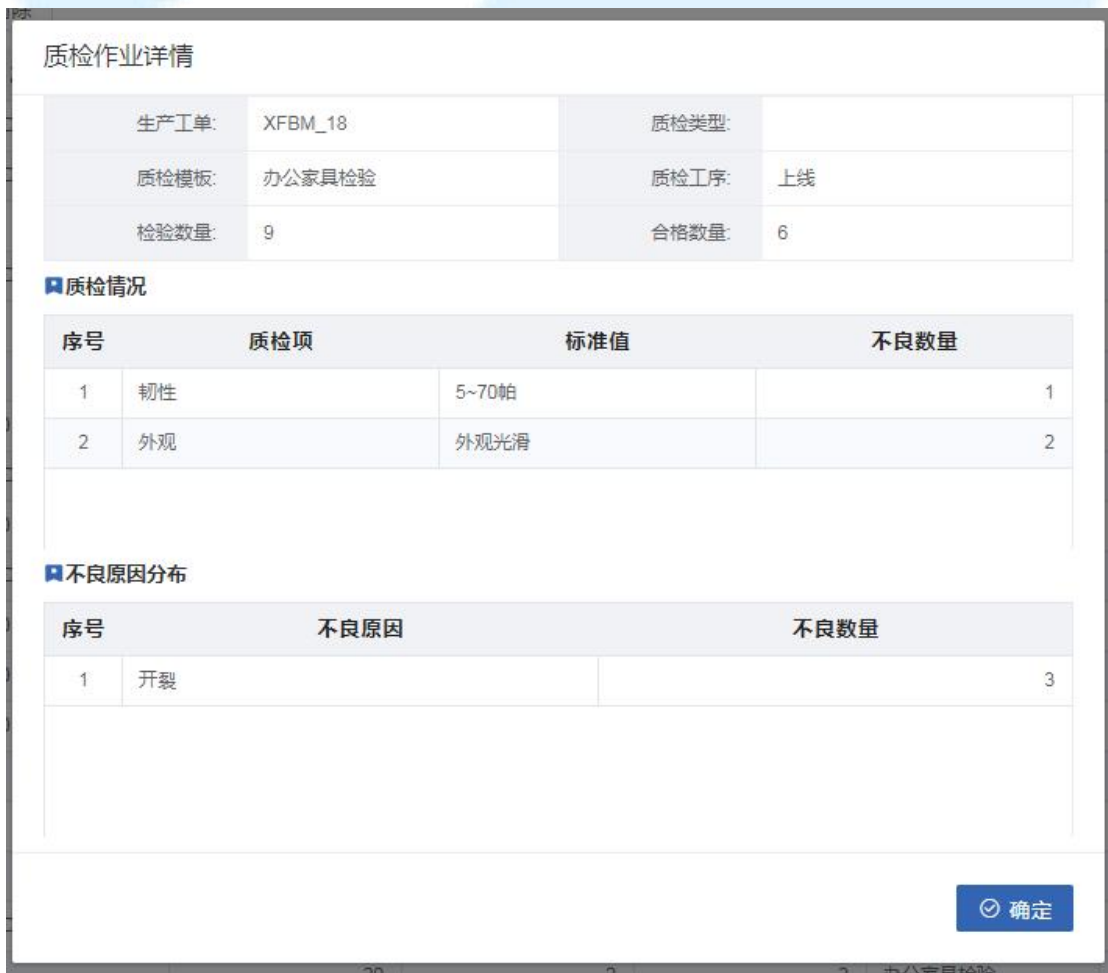 质检作业详情
生产工单: XFBM_18 质检类型:
质检模板: 办公家具检验 质检工序: 上线
检验数量: 9 合格数量: 6
质检情况
序号 质检项 标准值 不良数量
1 韧性 5~70帕 1
2 外观 外观光滑 2
不良原因分布
序号 不良原因 不良数量
1 开裂 3
确定